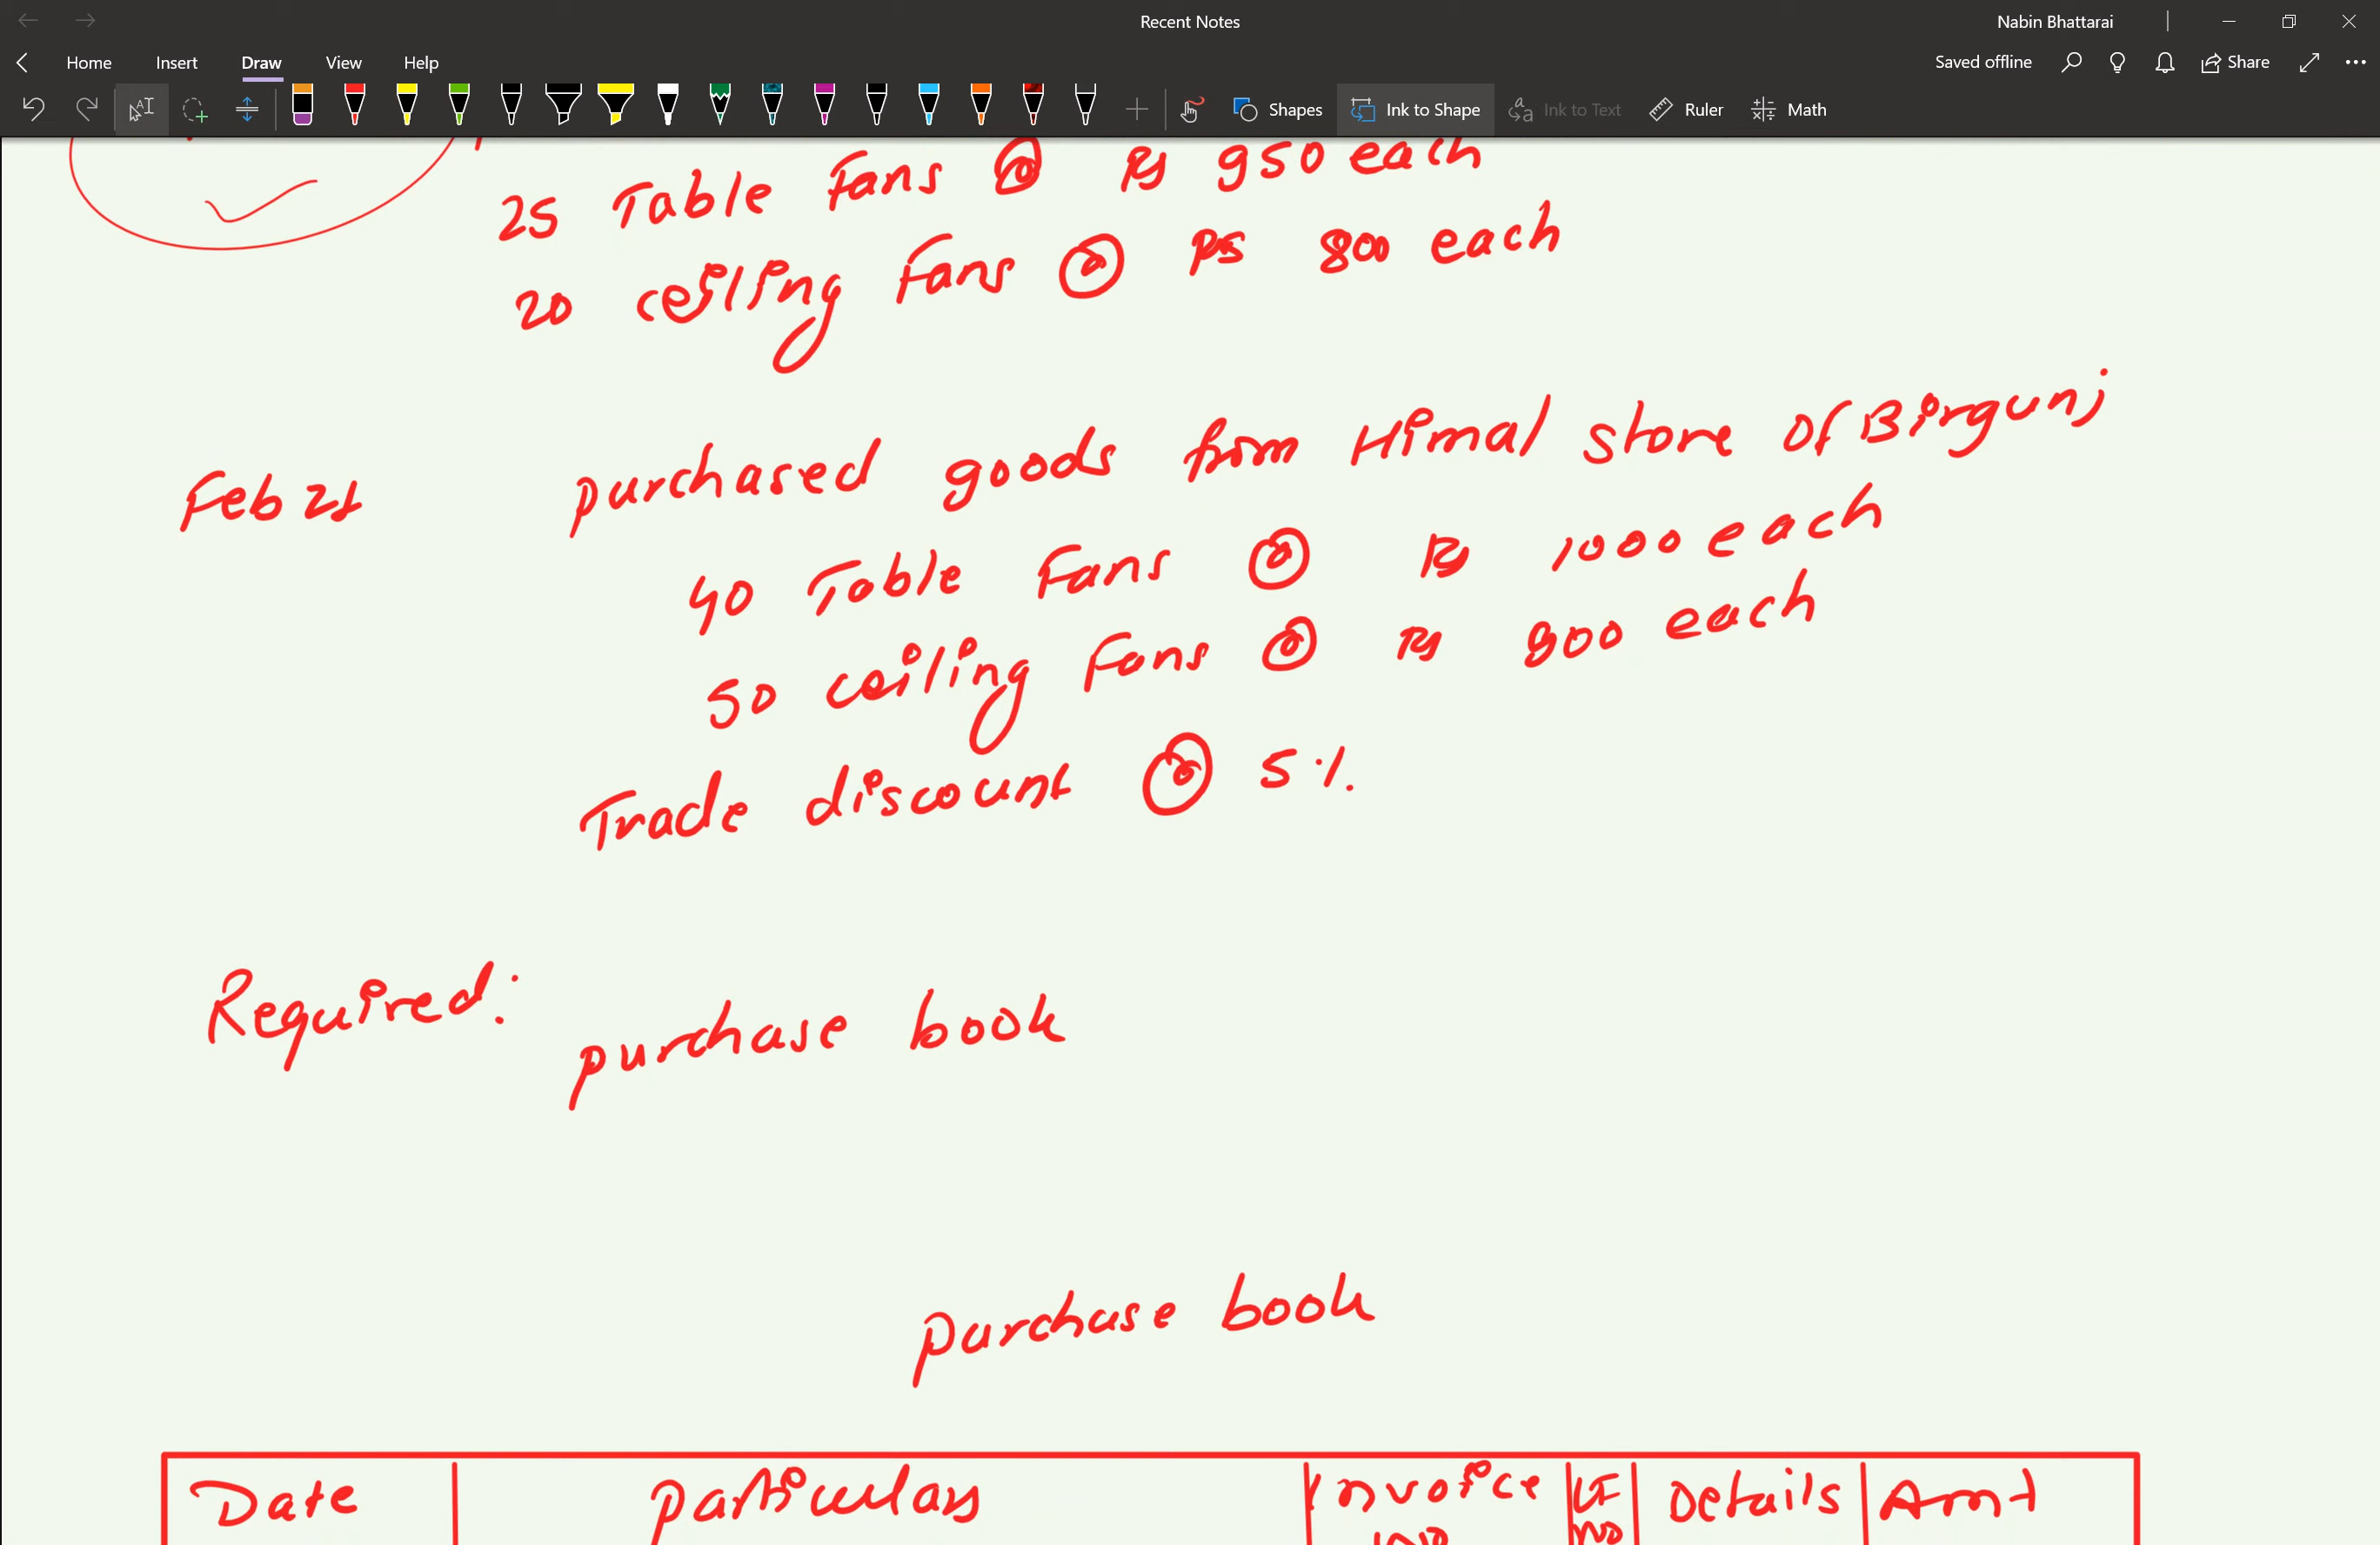 Recent Notes
Nabin Bhattarai
Home Insert Draw View Help
Saved offline
Share
Shapes
Ink to Shape
Ink to Text
Ruler
Math
25 Table Fans @ Rs 950 each
20 ceiling Fans @ Rs 800 each
Feb 21 purchased goods from Himal store of Birgunj
40 Table Fans @ Rs 1000 each
50 ceiling Fans @ Rs 900 each
Trade discount @ 5%
Required:
purchase book
purchase book
Date Particulars Invoice LF Details Amt
NO NO